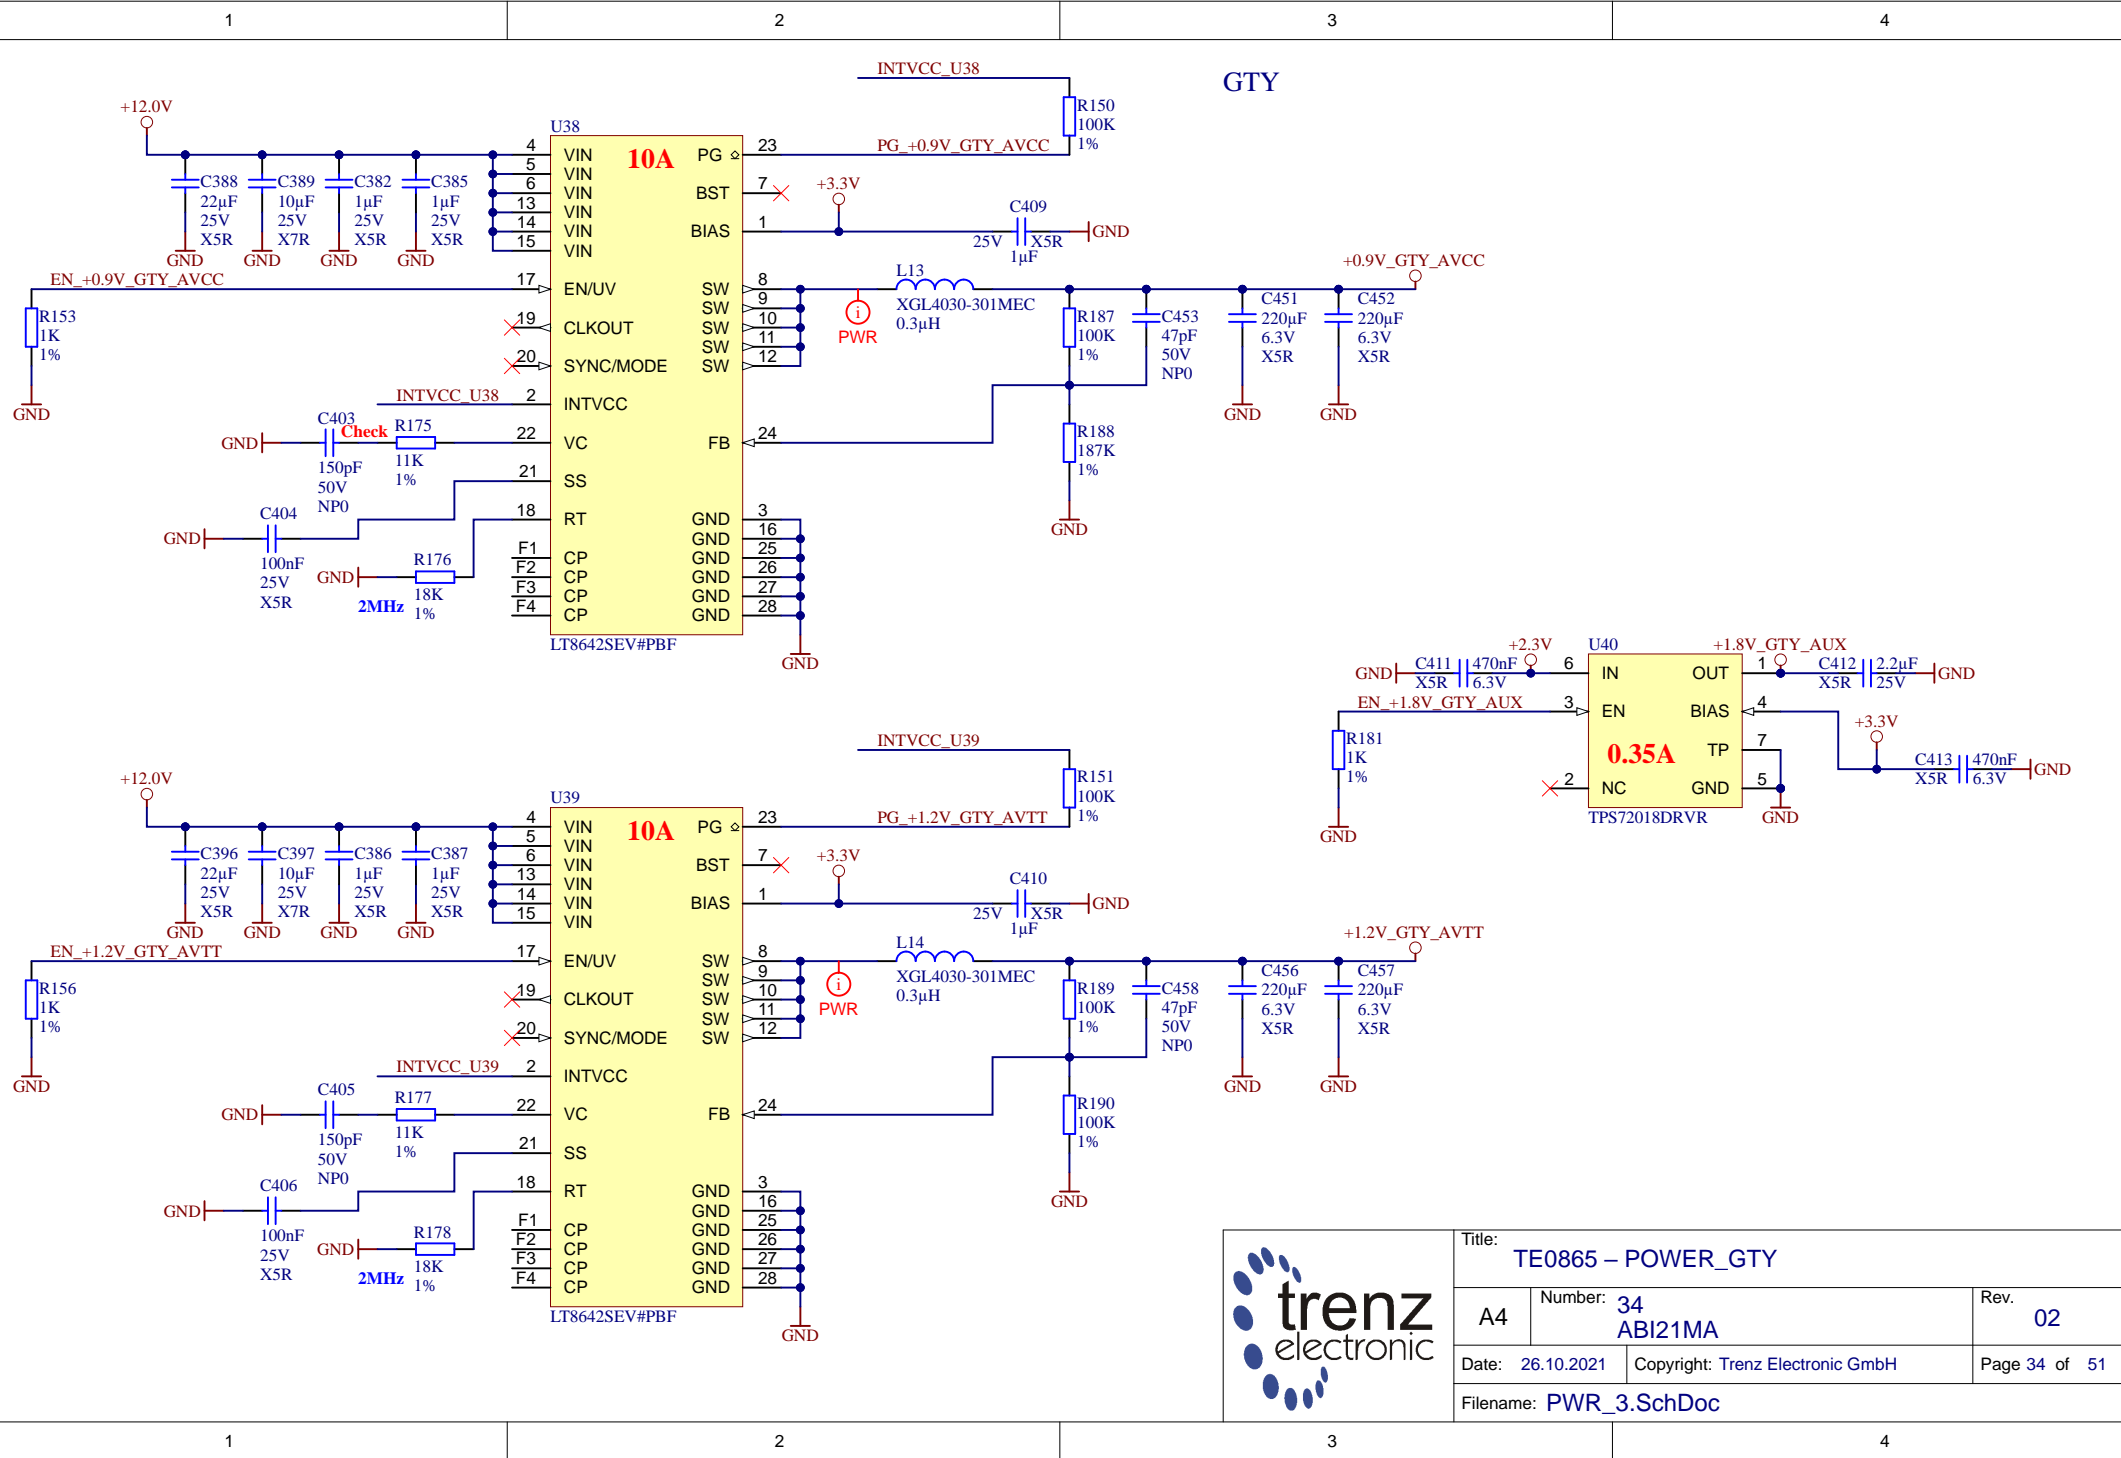 1 2 3 4
GTY
INTVCC_U38
R150
100K
1%
+12.0V
U38
10A
4 VIN
5 VIN
6 VIN
13 VIN
14 VIN
15 VIN
PG 23
PG_+0.9V_GTY_AVCC
BST 7
BIAS 1
+3.3V
C409
25V X5R
1µF
GND
C388
22µF
25V
X5R
GND
C389
10µF
25V
X7R
GND
C382
1µF
25V
X5R
GND
C385
1µF
25V
X5R
GND
EN_+0.9V_GTY_AVCC
17 EN/UV
R153
1K
1%
GND
19 CLKOUT
20 SYNC/MODE
SW 8
SW 9
SW 10
SW 11
SW 12
i
PWR
L13
XGL4030-301MEC
0.3µH
+0.9V_GTY_AVCC
R187
100K
1%
C453
47pF
50V
NP0
C451
220µF
6.3V
X5R
GND
C452
220µF
6.3V
X5R
GND
INTVCC_U38
2 INTVCC
GND
C403
Check
150pF
50V
NP0
R175
11K
1%
22 VC
FB 24
R188
187K
1%
GND
21 SS
GND
C404
100nF
25V
X5R
18 RT
GND
R176
18K
1%
2MHz
F1 CP
F2 CP
F3 CP
F4 CP
GND 3
GND 16
GND 25
GND 26
GND 27
GND 28
GND
LT8642SEV#PBF
+2.3V
U40
+1.8V_GTY_AUX
GND
C411 470nF
X5R 6.3V
6 IN
OUT 1
C412 2.2µF
X5R 25V
GND
EN_+1.8V_GTY_AUX
3 EN
BIAS 4
+3.3V
R181
1K
1%
GND
0.35A
TP 7
C413 470nF
X5R 6.3V
GND
2 NC
GND 5
GND
TPS72018DRVR
INTVCC_U39
R151
100K
1%
+12.0V
U39
10A
4 VIN
5 VIN
6 VIN
13 VIN
14 VIN
15 VIN
PG 23
PG_+1.2V_GTY_AVTT
BST 7
BIAS 1
+3.3V
C410
25V X5R
1µF
GND
C396
22µF
25V
X5R
GND
C397
10µF
25V
X7R
GND
C386
1µF
25V
X5R
GND
C387
1µF
25V
X5R
GND
EN_+1.2V_GTY_AVTT
17 EN/UV
R156
1K
1%
GND
19 CLKOUT
20 SYNC/MODE
SW 8
SW 9
SW 10
SW 11
SW 12
i
PWR
L14
XGL4030-301MEC
0.3µH
+1.2V_GTY_AVTT
R189
100K
1%
C458
47pF
50V
NP0
C456
220µF
6.3V
X5R
GND
C457
220µF
6.3V
X5R
GND
INTVCC_U39
2 INTVCC
GND
C405
150pF
50V
NP0
R177
11K
1%
22 VC
FB 24
R190
100K
1%
GND
21 SS
GND
C406
100nF
25V
X5R
18 RT
GND
R178
18K
1%
2MHz
F1 CP
F2 CP
F3 CP
F4 CP
GND 3
GND 16
GND 25
GND 26
GND 27
GND 28
GND
LT8642SEV#PBF
trenz
electronic
Title:
TE0865 – POWER_GTY
A4
Number: 34
ABI21MA
Rev.
02
Date: 26.10.2021
Copyright: Trenz Electronic GmbH
Page 34 of 51
Filename: PWR_3.SchDoc
1 2 3 4